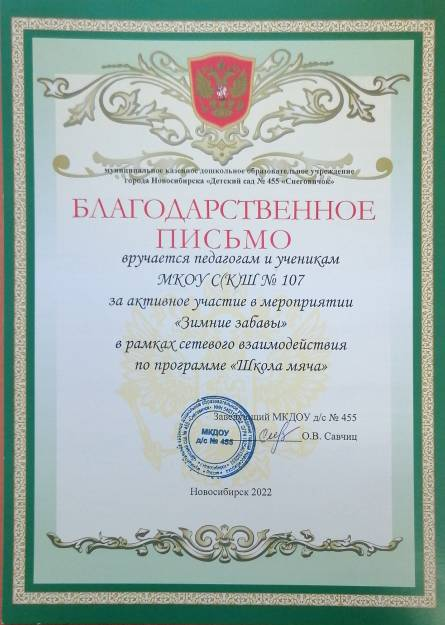 муниципальное казенное дошкольное образовательное учреждение
города Новосибирска «Детский сад № 455 «Снеговичок»
БЛАГОДАРСТВЕННОЕ
ПИСЬМО
вручается педагогам и ученикам
МКОУ С(К)Ш № 107
за активное участие в мероприятии
«Зимние забавы»
в рамках сетевого взаимодействия
по программе «Школа мяча»
Заведующий МКДОУ д/с № 455
О.В. Савчиц
МКДОУ
д/с № 455
Новосибирск 2022